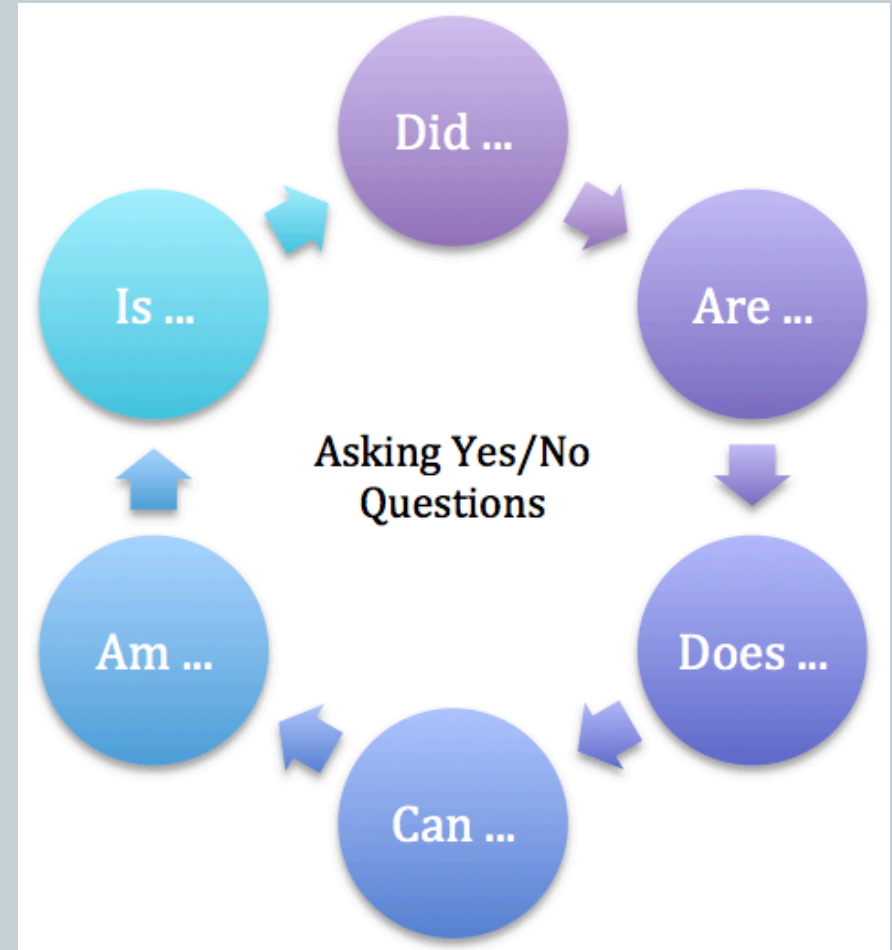 Did ...
Are ...
Does ...
Can ...
Am ...
Is ...
Asking Yes/No
Questions